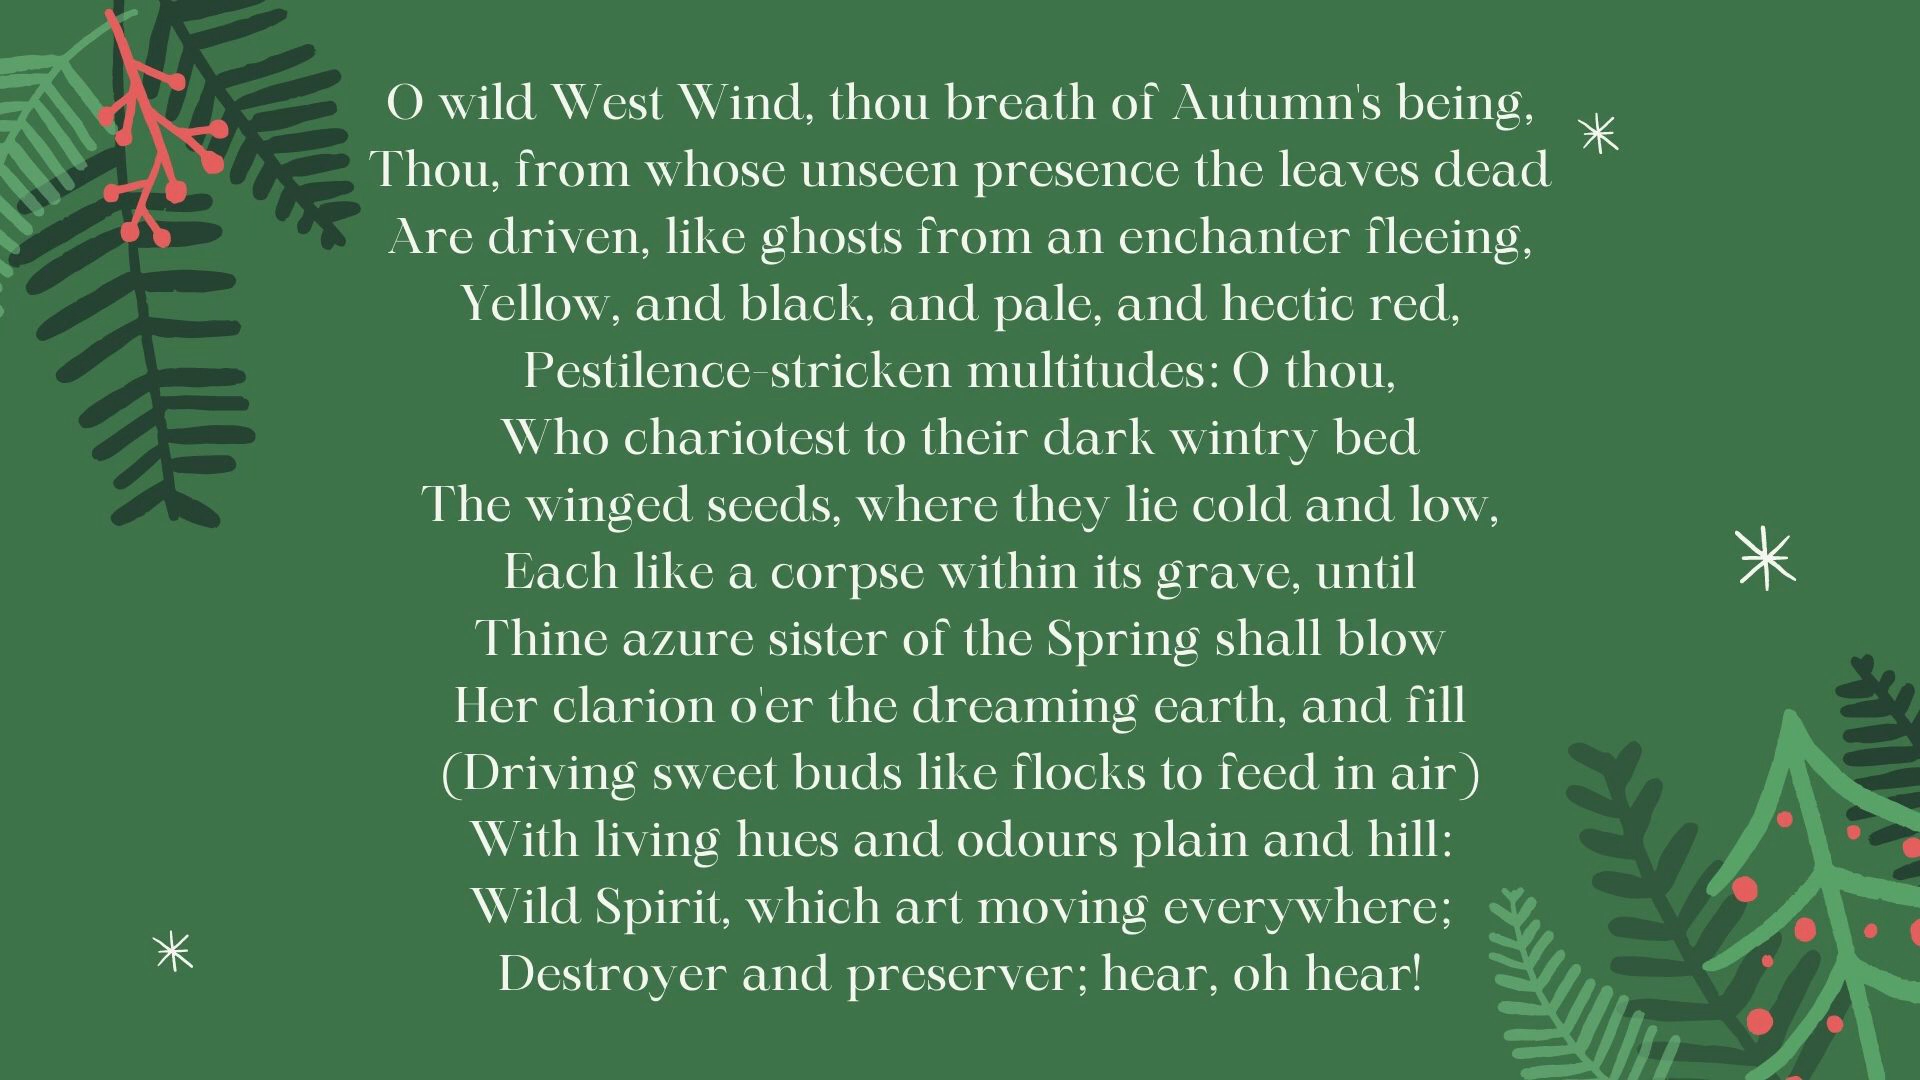 O wild West Wind, thou breath of Autumn's being,
Thou, from whose unseen presence the leaves dead
Are driven, like ghosts from an enchanter fleeing,
Yellow, and black, and pale, and hectic red,
Pestilence-stricken multitudes: O thou,
Who chariotest to their dark wintry bed
The winged seeds, where they lie cold and low,
Each like a corpse within its grave, until
Thine azure sister of the Spring shall blow
Her clarion o'er the dreaming earth, and fill
(Driving sweet buds like flocks to feed in air)
With living hues and odours plain and hill:
Wild Spirit, which art moving everywhere;
Destroyer and preserver; hear, oh hear!